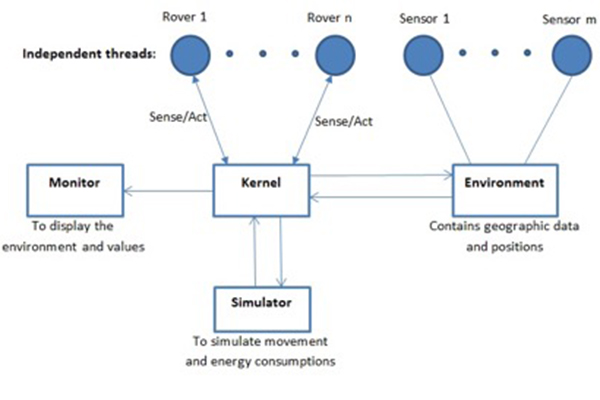 Rover 1
Rover n
Sensor 1
Sensor m
Independent threads:
Sense/Act
Sense/Act
Monitor
Kernel
Environment
To display the
environment and values
Contains geographic data
and positions
Simulator
To simulate movement
and energy consumptions